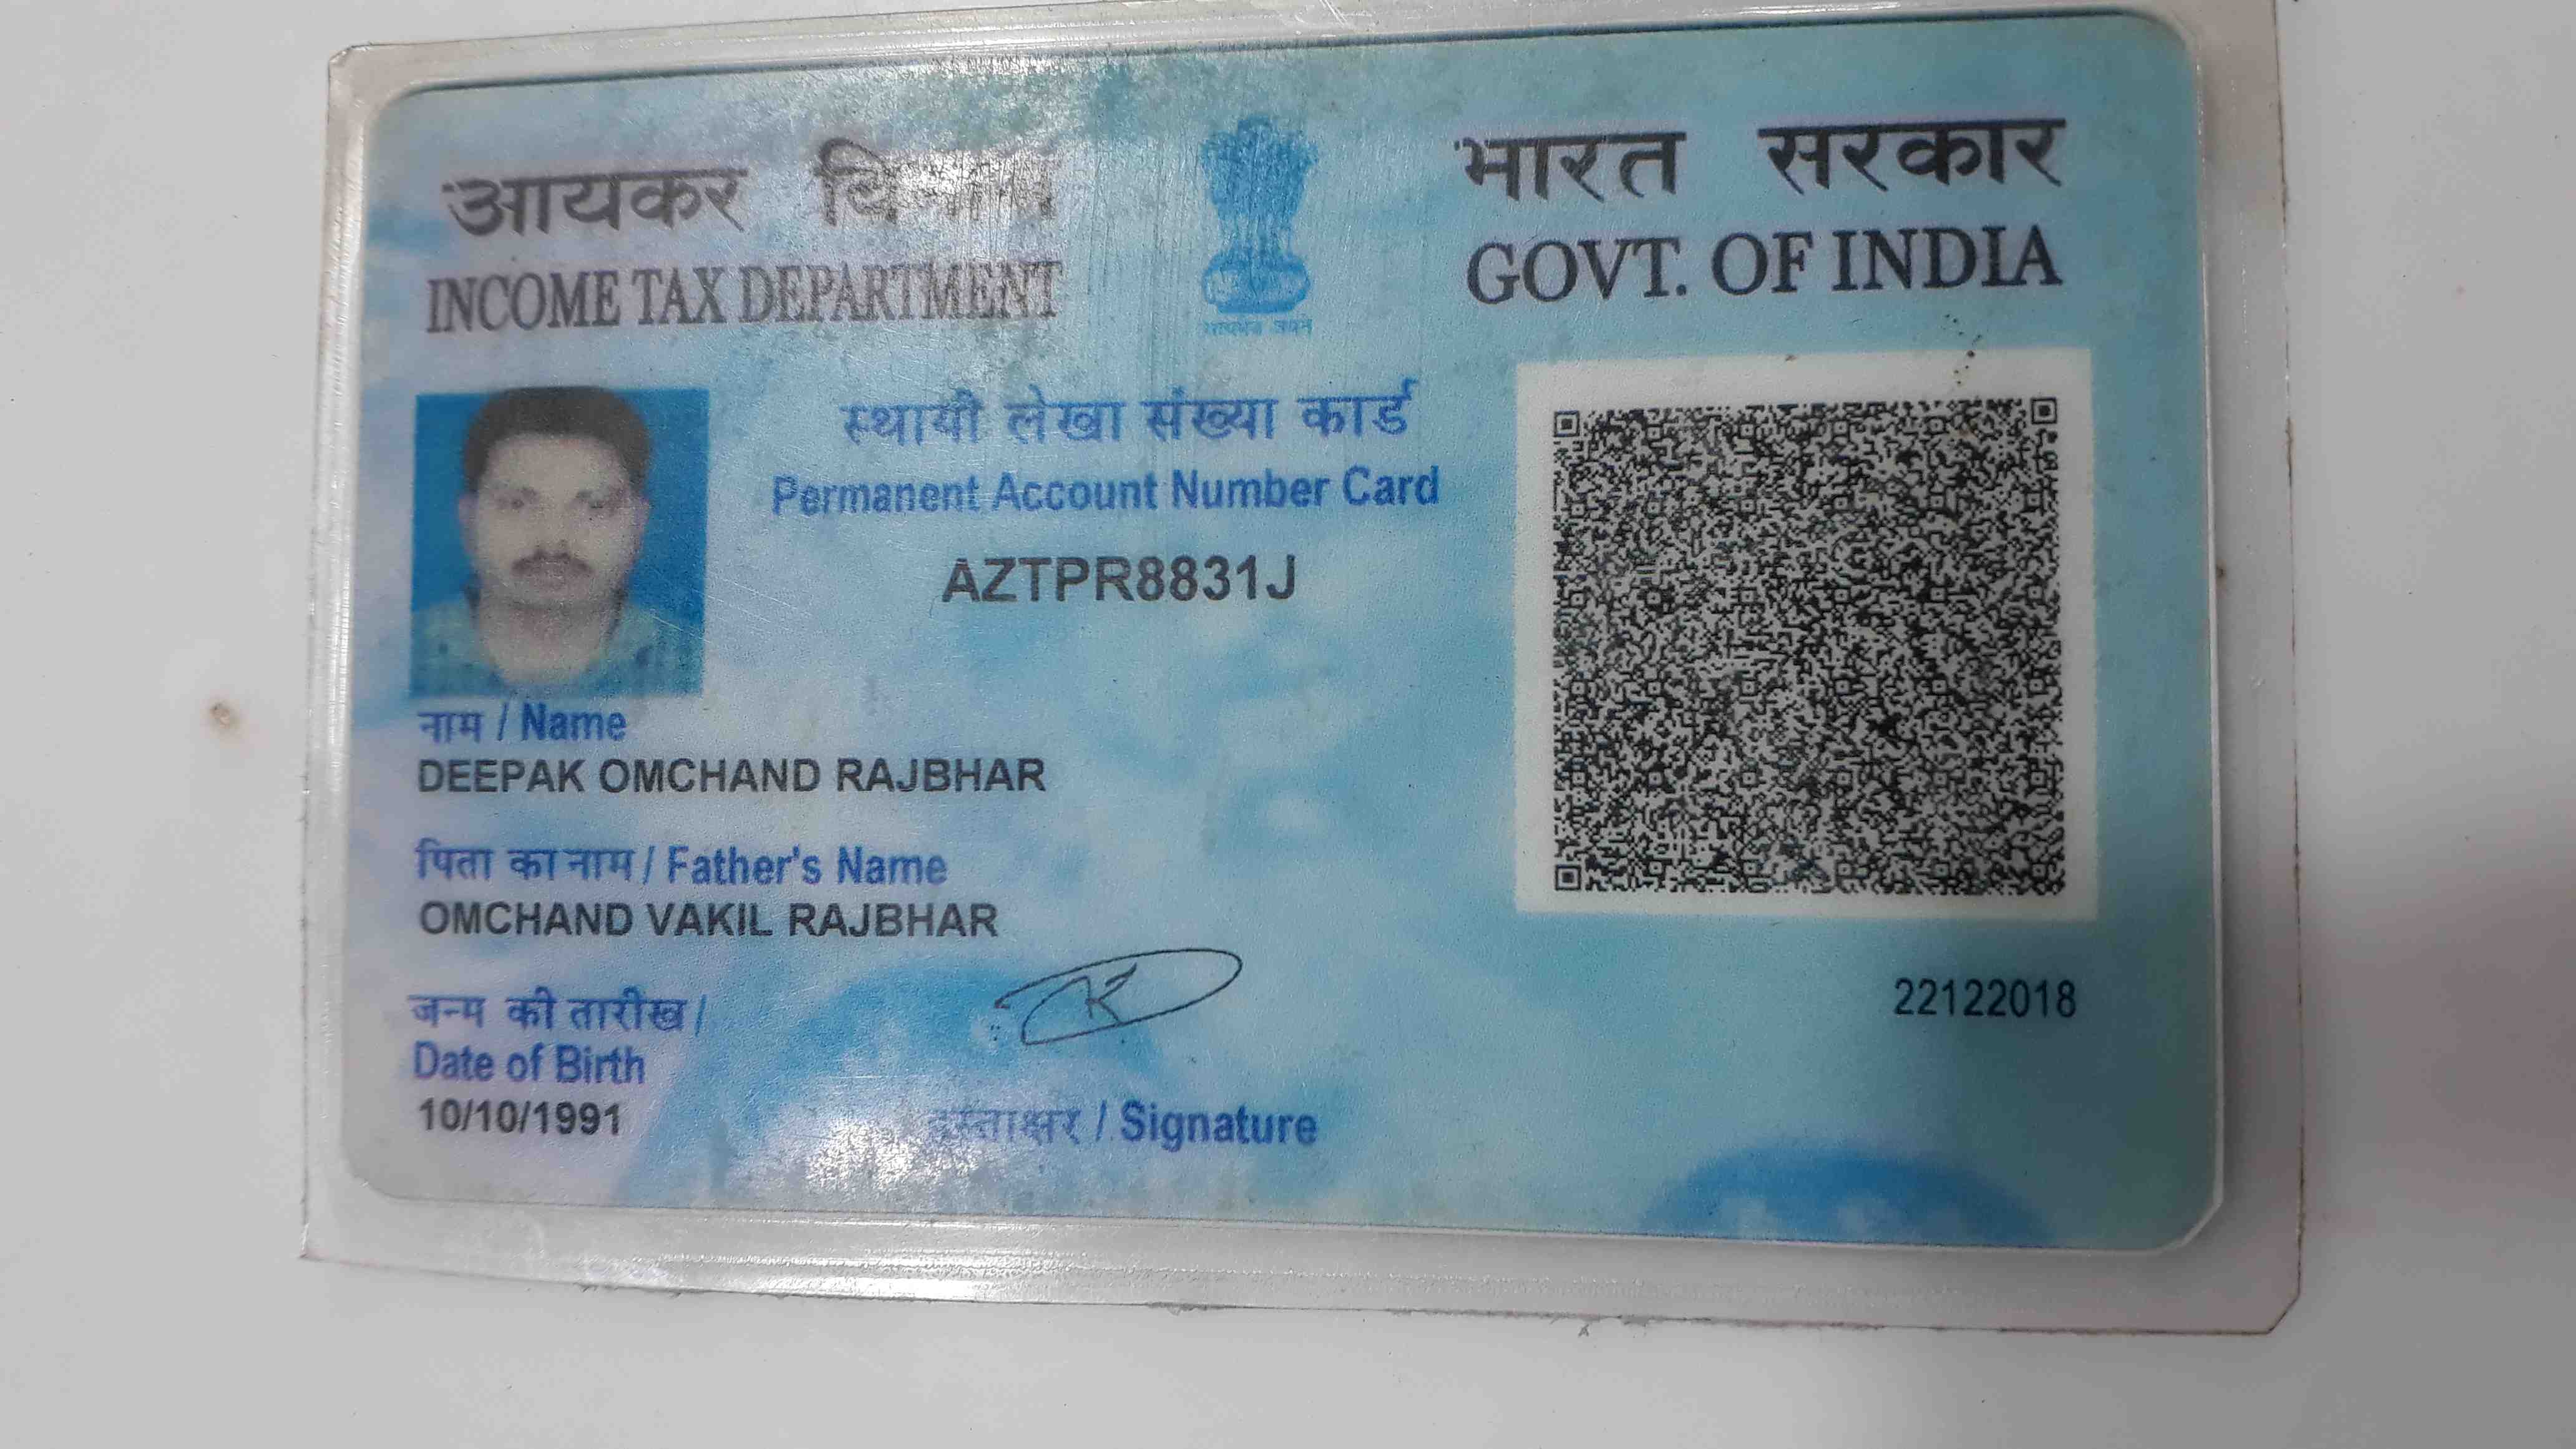 आयकर विभाग
INCOME TAX DEPARTMENT
भारत सरकार
GOVT. OF INDIA
सत्यमेव जयते
स्थायी लेखा संख्या कार्ड
Permanent Account Number Card
AZTPR8831J
नाम / Name
DEEPAK OMCHAND RAJBHAR
पिता का नाम / Father's Name
OMCHAND VAKIL RAJBHAR
जन्म की तारीख /
Date of Birth
10/10/1991
हस्ताक्षर / Signature
22122018